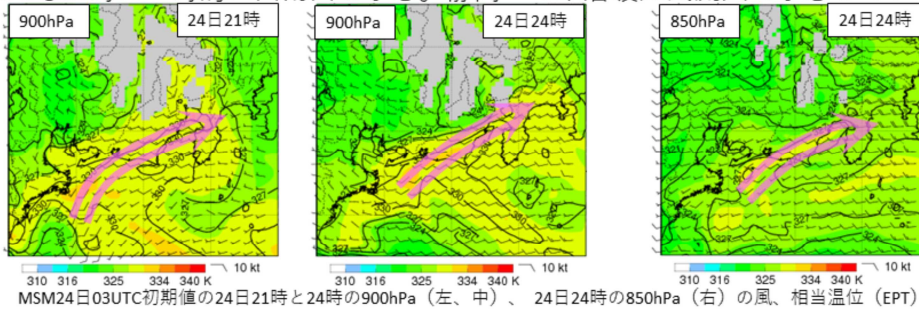 900hPa 24日21時 900hPa 24日24時 850hPa 24日24時
310 316 325 334 340 K 10 kt 310 316 325 334 340 K 10 kt 310 316 325 334 340 K 10 kt
MSM24日03UTC初期値の24日21時と24時の900hPa（左、中）、 24日24時の850hPa（右）の風、相当温位（EPT）